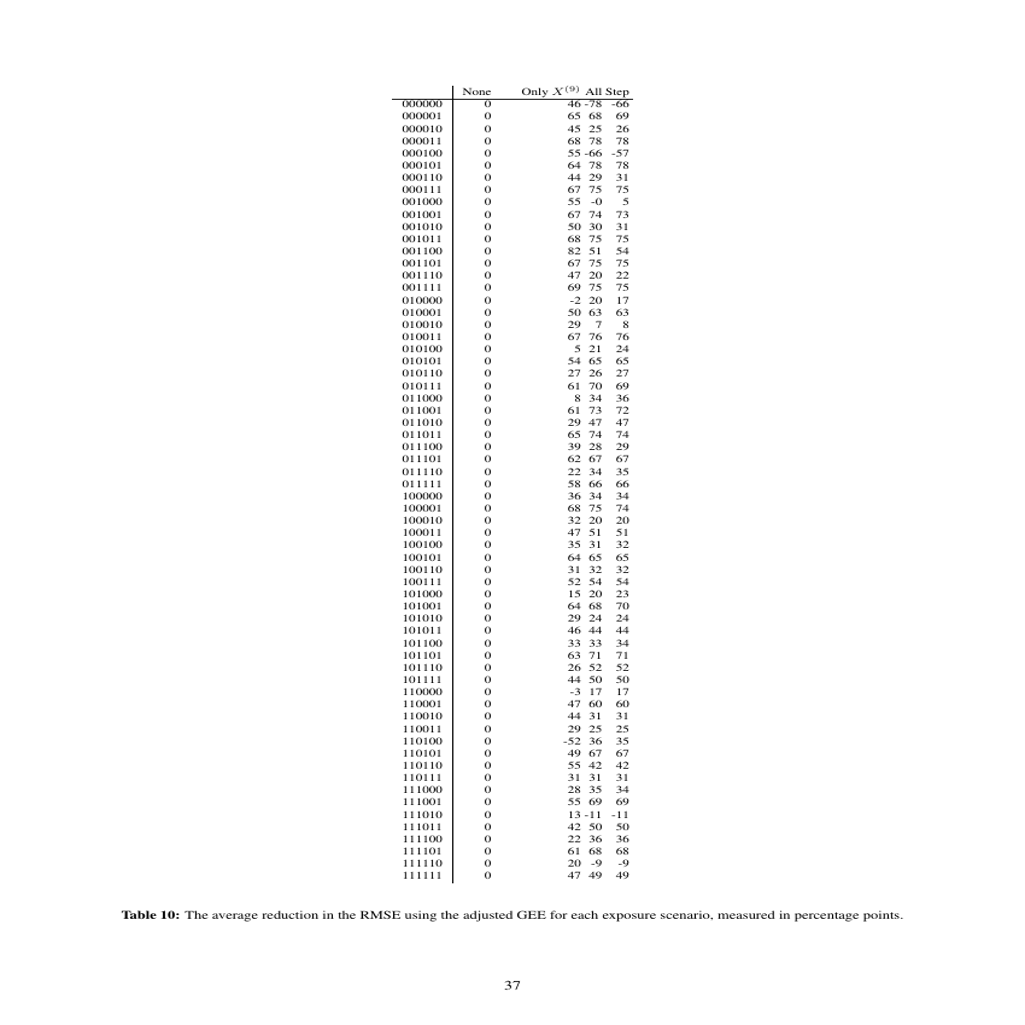 None Only X(9) All Step
000000 0 46 -78 -66
000001 0 65 68 69
000010 0 45 25 26
000011 0 68 78 78
000100 0 55 -66 -57
000101 0 64 78 78
000110 0 44 29 31
000111 0 67 75 75
001000 0 55 -0 5
001001 0 67 74 73
001010 0 50 30 31
001011 0 68 75 75
001100 0 82 51 54
001101 0 67 75 75
001110 0 47 20 22
001111 0 69 75 75
010000 0 -2 20 17
010001 0 50 63 63
010010 0 29 7 8
010011 0 67 76 76
010100 0 5 21 24
010101 0 54 65 65
010110 0 27 26 27
010111 0 61 70 69
011000 0 8 34 36
011001 0 61 73 72
011010 0 29 47 47
011011 0 65 74 74
011100 0 39 28 29
011101 0 62 67 67
011110 0 22 34 35
011111 0 58 66 66
100000 0 36 34 34
100001 0 68 75 74
100010 0 32 20 20
100011 0 47 51 51
100100 0 35 31 32
100101 0 64 65 65
100110 0 31 32 32
100111 0 52 54 54
101000 0 15 20 23
101001 0 64 68 70
101010 0 29 24 24
101011 0 46 44 44
101100 0 33 33 34
101101 0 63 71 71
101110 0 26 52 52
101111 0 44 50 50
110000 0 -3 17 17
110001 0 47 60 60
110010 0 44 31 31
110011 0 29 25 25
110100 0 -52 36 35
110101 0 49 67 67
110110 0 55 42 42
110111 0 31 31 31
111000 0 28 35 34
111001 0 55 69 69
111010 0 13 -11 -11
111011 0 42 50 50
111100 0 22 36 36
111101 0 61 68 68
111110 0 20 -9 -9
111111 0 47 49 49
Table 10: The average reduction in the RMSE using the adjusted GEE for each exposure scenario, measured in percentage points.
37